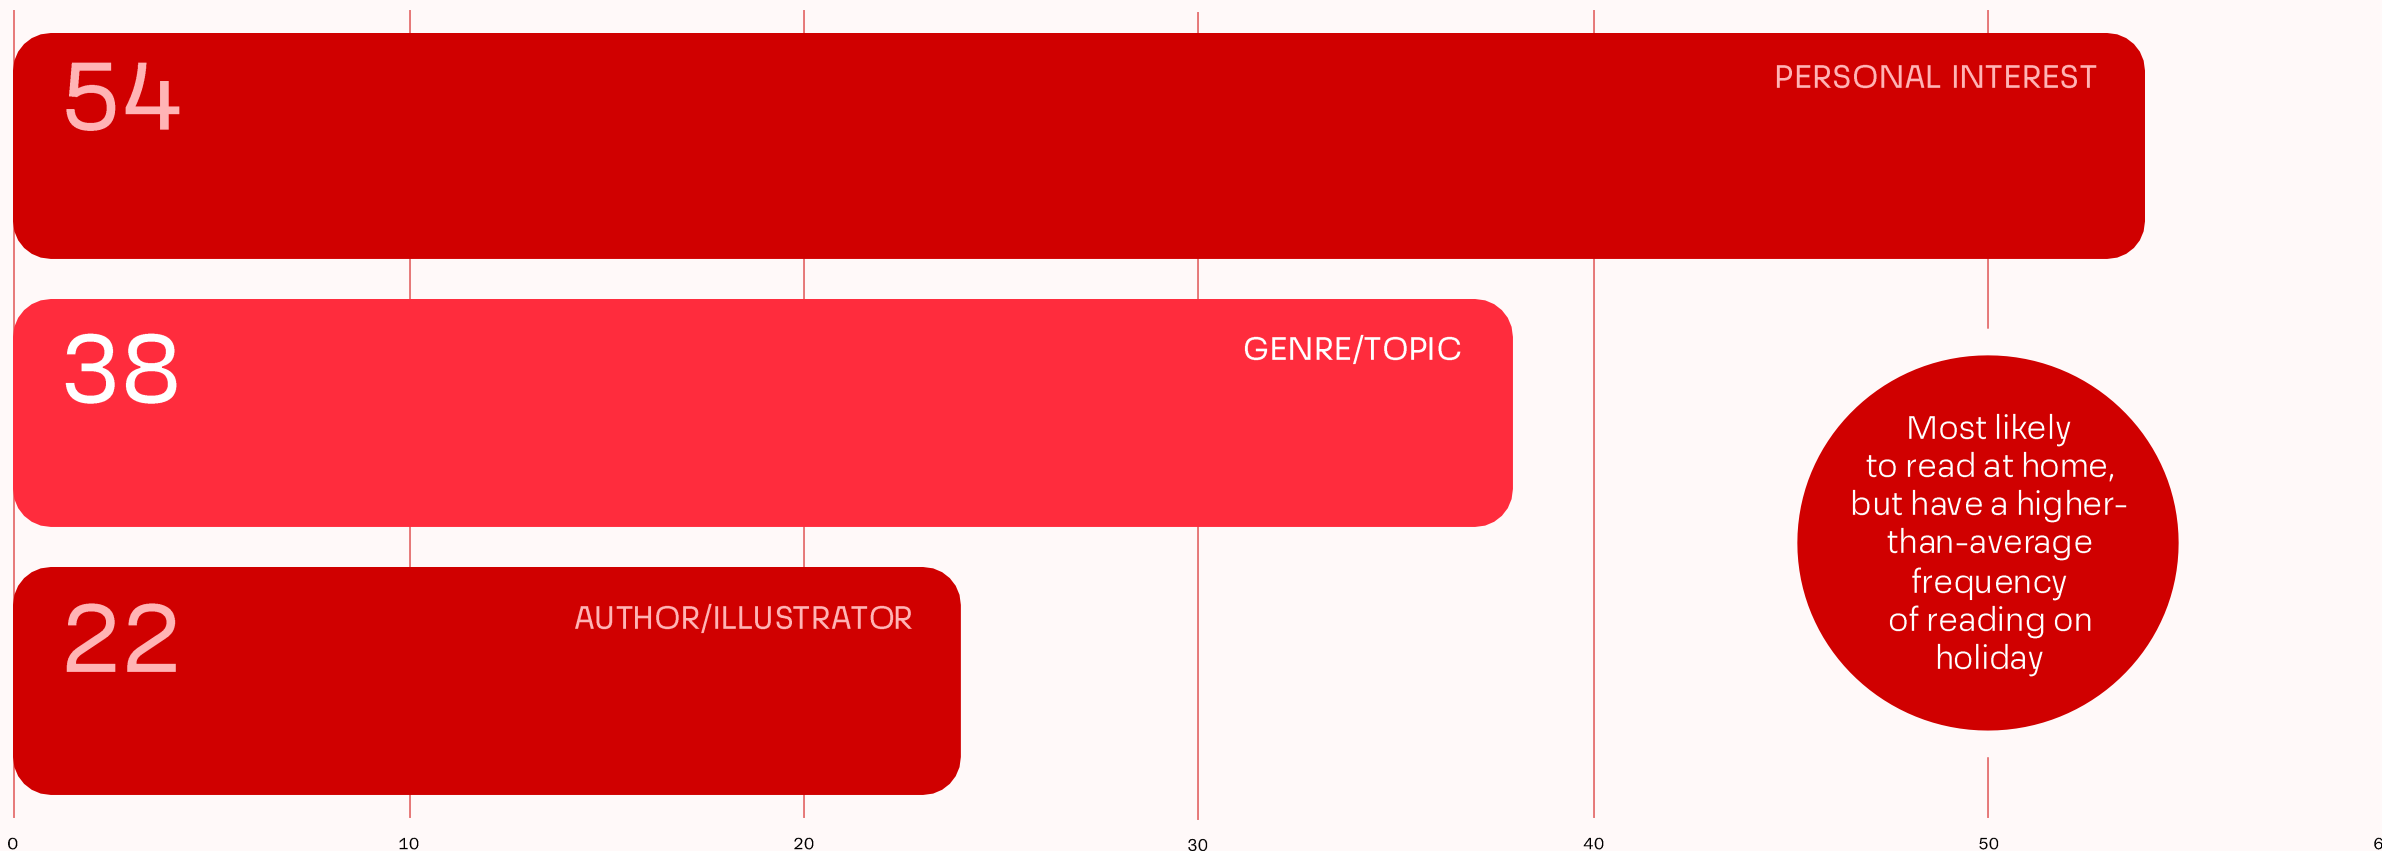 54
PERSONAL INTEREST
38
GENRE/TOPIC
Most likely
to read at home,
but have a higher-
than-average
frequency
of reading on
holiday
22
AUTHOR/ILLUSTRATOR
0 10 20 30 40 50